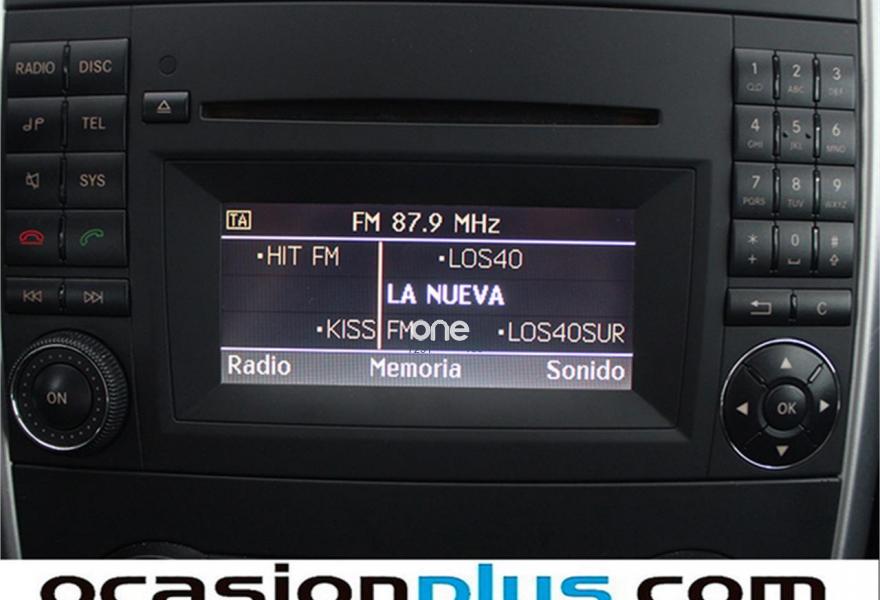 RADIO DISC
TEL
SYS
ON
TA FM 87.9 MHz
•HIT FM •LOS40
LA NUEVA
•KISS FM •LOS40SUR
one
Radio Memoria Sonido
1 2 ABC 3 DEF
4 GHI 5 JKL 6 MNO
7 PQRS 8 TUV 9 WXYZ
* + 0 #
C
OK
ocasionplus.com